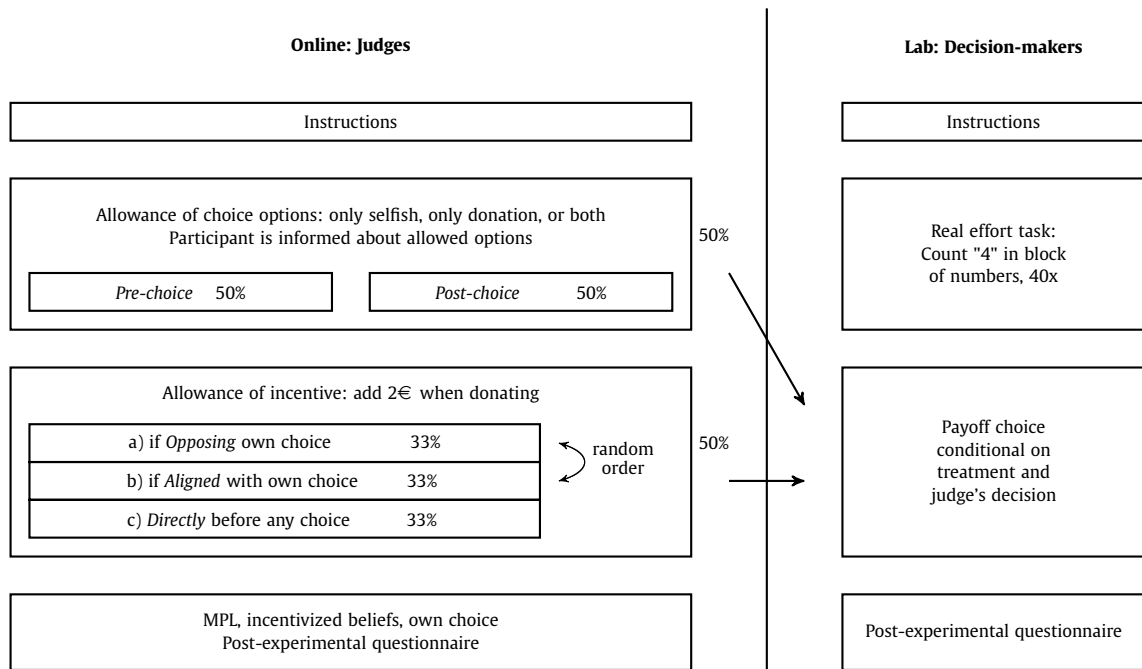 Online: Judges
Instructions
Allowance of choice options: only selfish, only donation, or both
Participant is informed about allowed options
Pre-choice 50%
Post-choice 50%
50%
Allowance of incentive: add 2€ when donating
a) if Opposing own choice 33%
b) if Aligned with own choice 33%
c) Directly before any choice 33%
random
order
50%
MPL, incentivized beliefs, own choice
Post-experimental questionnaire
Lab: Decision-makers
Instructions
Real effort task:
Count "4" in block
of numbers, 40x
Payoff choice
conditional on
treatment and
judge's decision
Post-experimental questionnaire